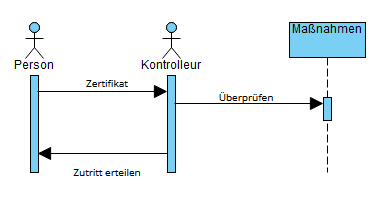 Maßnahmen
Person
Kontrolleur
Zertifikat
Überprüfen
Zutritt erteilen